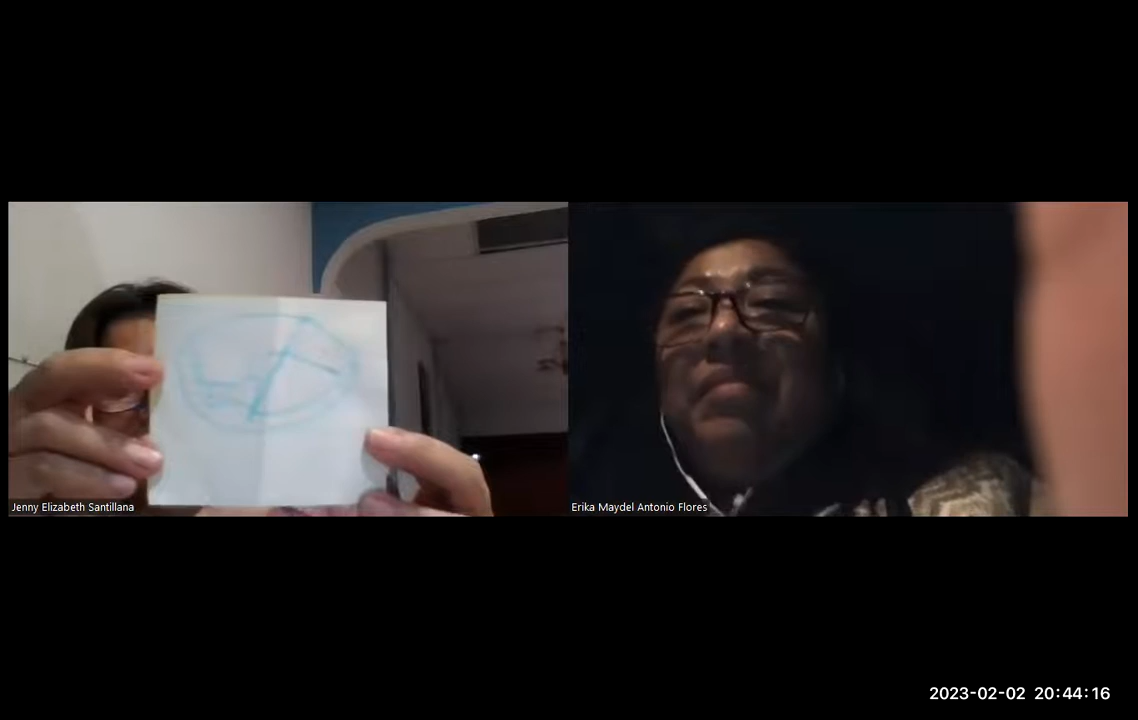 Jenny Elizabeth Santillana
Erika Maydel Antonio Flores
2023-02-02 20:44:16